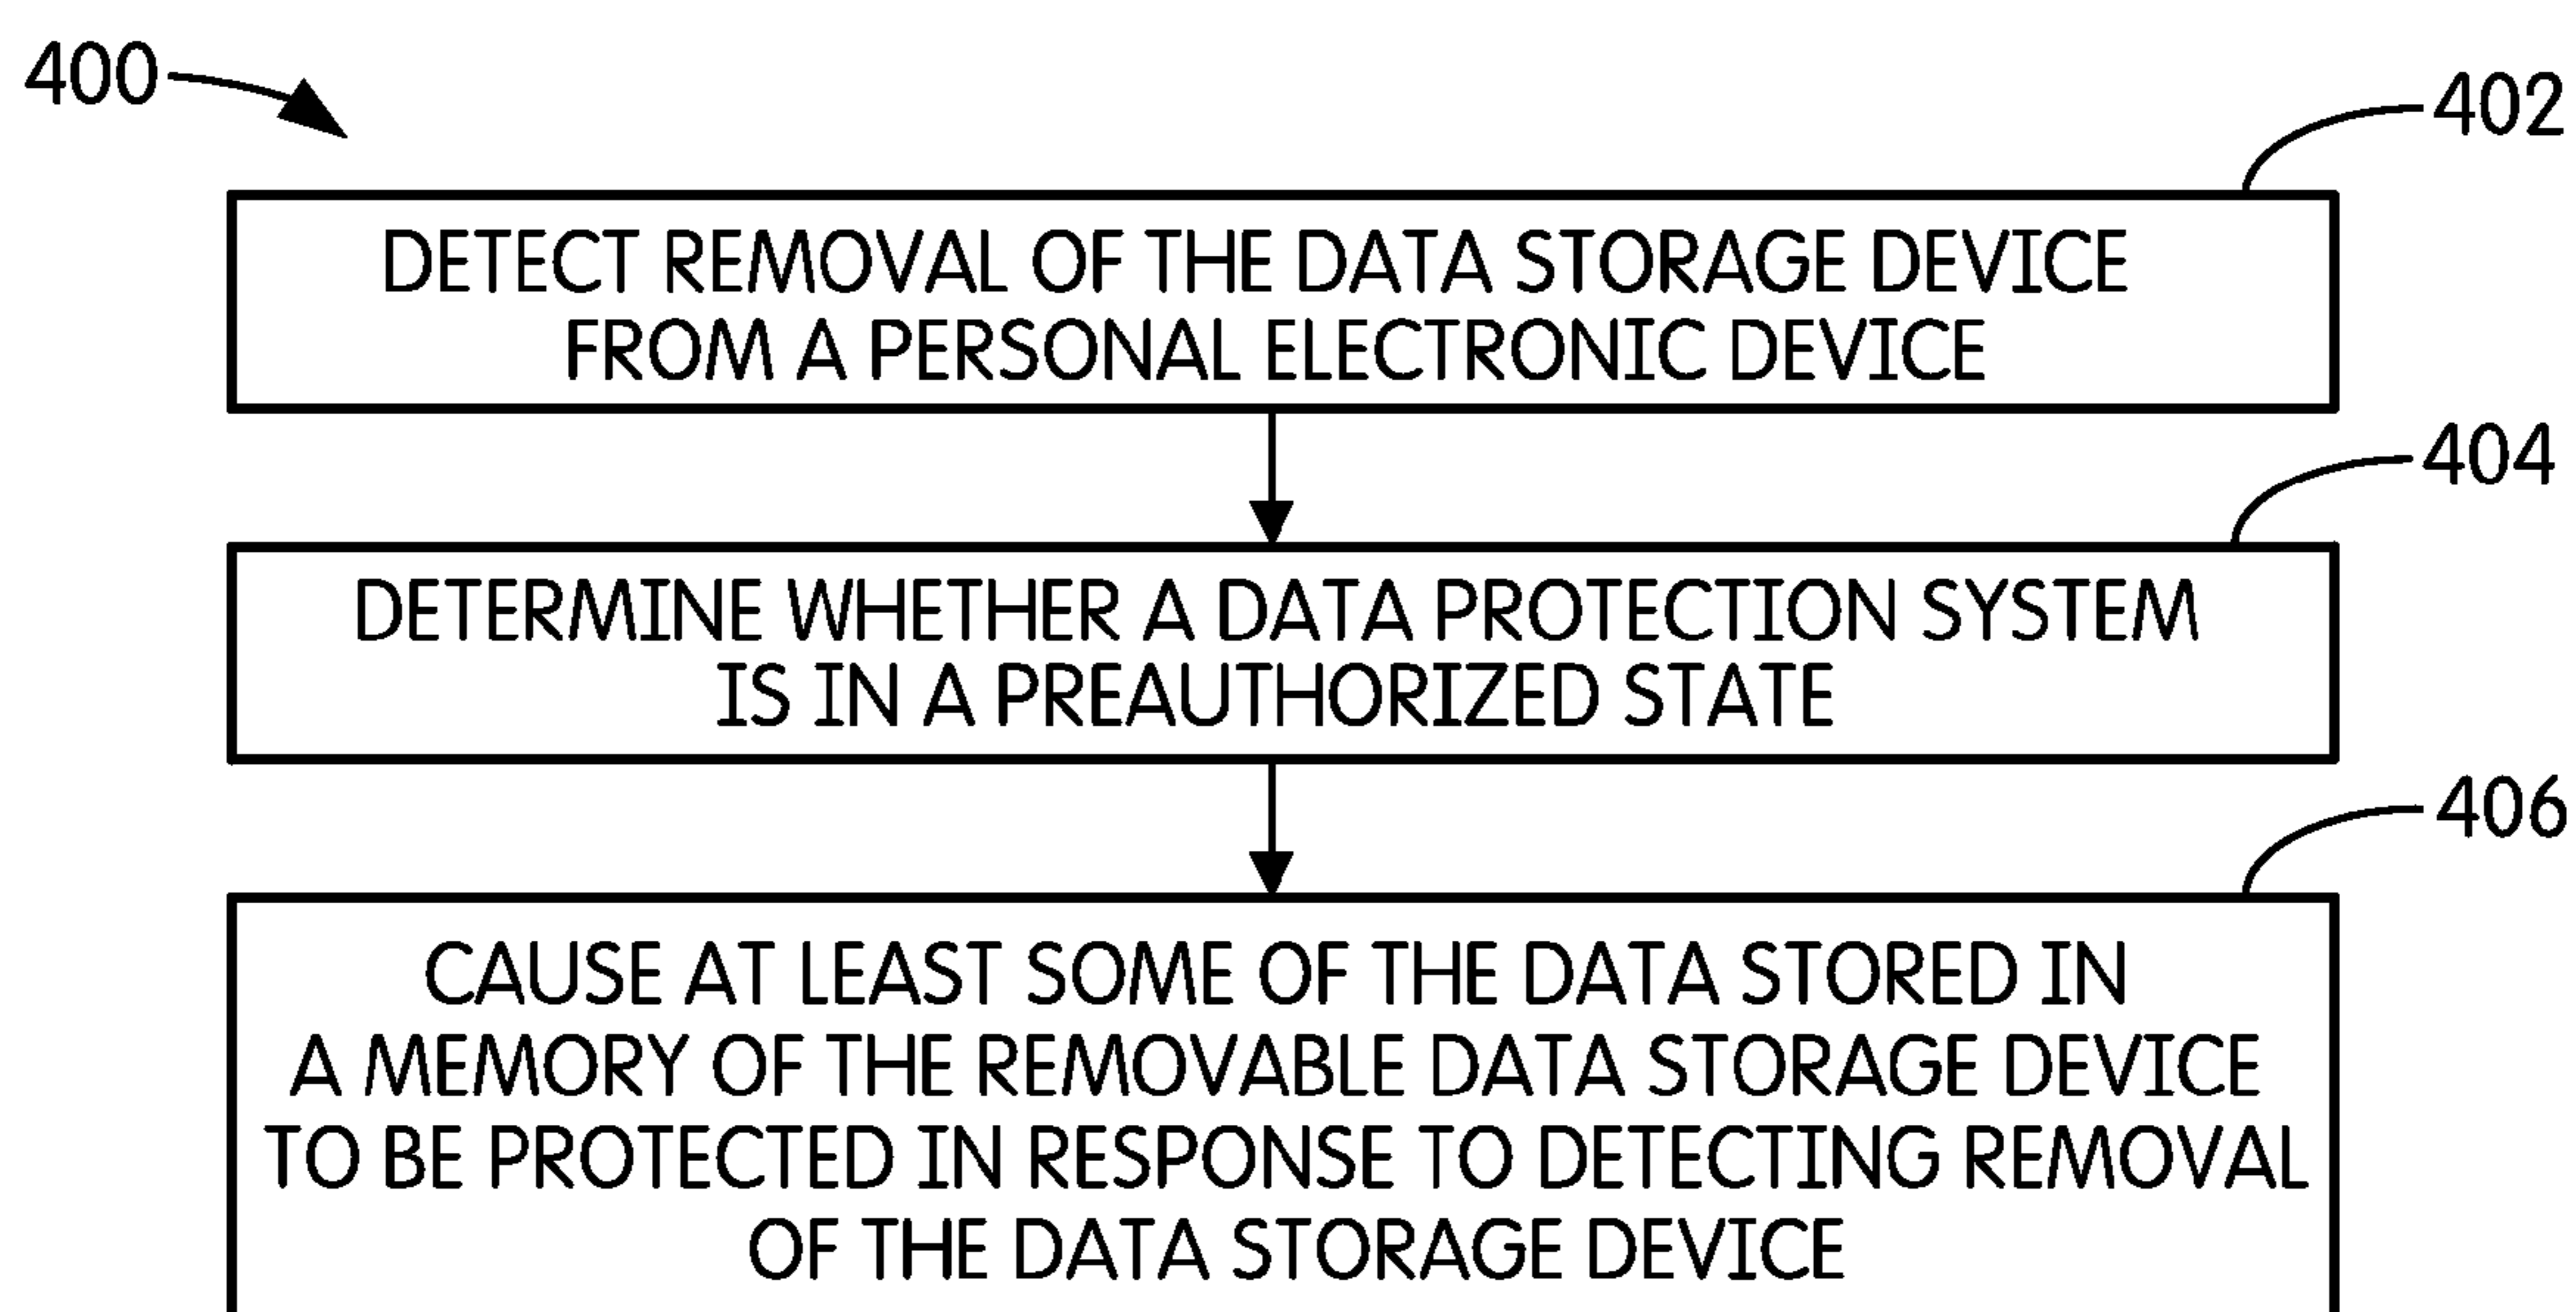 400
402
DETECT REMOVAL OF THE DATA STORAGE DEVICE
FROM A PERSONAL ELECTRONIC DEVICE
404
DETERMINE WHETHER A DATA PROTECTION SYSTEM
IS IN A PREAUTHORIZED STATE
406
CAUSE AT LEAST SOME OF THE DATA STORED IN
A MEMORY OF THE REMOVABLE DATA STORAGE DEVICE
TO BE PROTECTED IN RESPONSE TO DETECTING REMOVAL
OF THE DATA STORAGE DEVICE